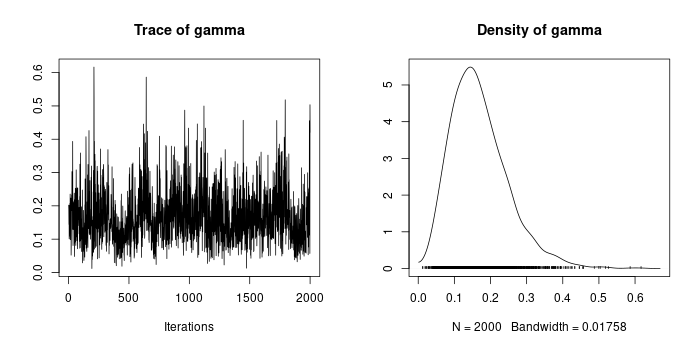 Trace of gamma
0.6
0.5
0.4
0.3
0.2
0.1
0.0
0 500 1000 1500 2000
Iterations
Density of gamma
5
4
3
2
1
0
0.0 0.1 0.2 0.3 0.4 0.5 0.6
N = 2000 Bandwidth = 0.01758